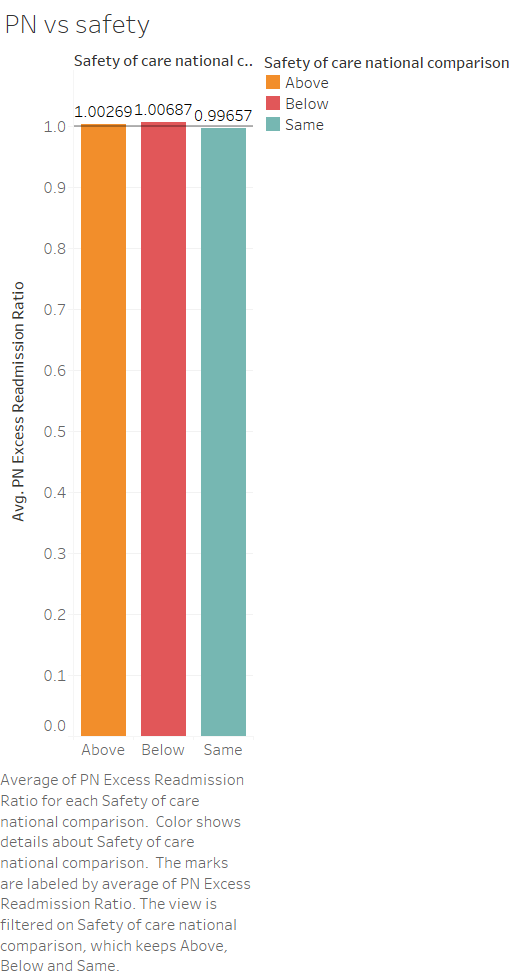 PN vs safety
Safety of care national c..
Safety of care national comparison
Above
Below
Same
1.00269
1.00687
0.99657
1.0
0.9
0.8
0.7
0.6
0.5
0.4
0.3
0.2
0.1
0.0
Avg. PN Excess Readmission Ratio
Above
Below
Same
Average of PN Excess Readmission
Ratio for each Safety of care
national comparison.  Color shows
details about Safety of care
national comparison.  The marks
are labeled by average of PN Excess
Readmission Ratio. The view is
filtered on Safety of care national
comparison, which keeps Above,
Below and Same.